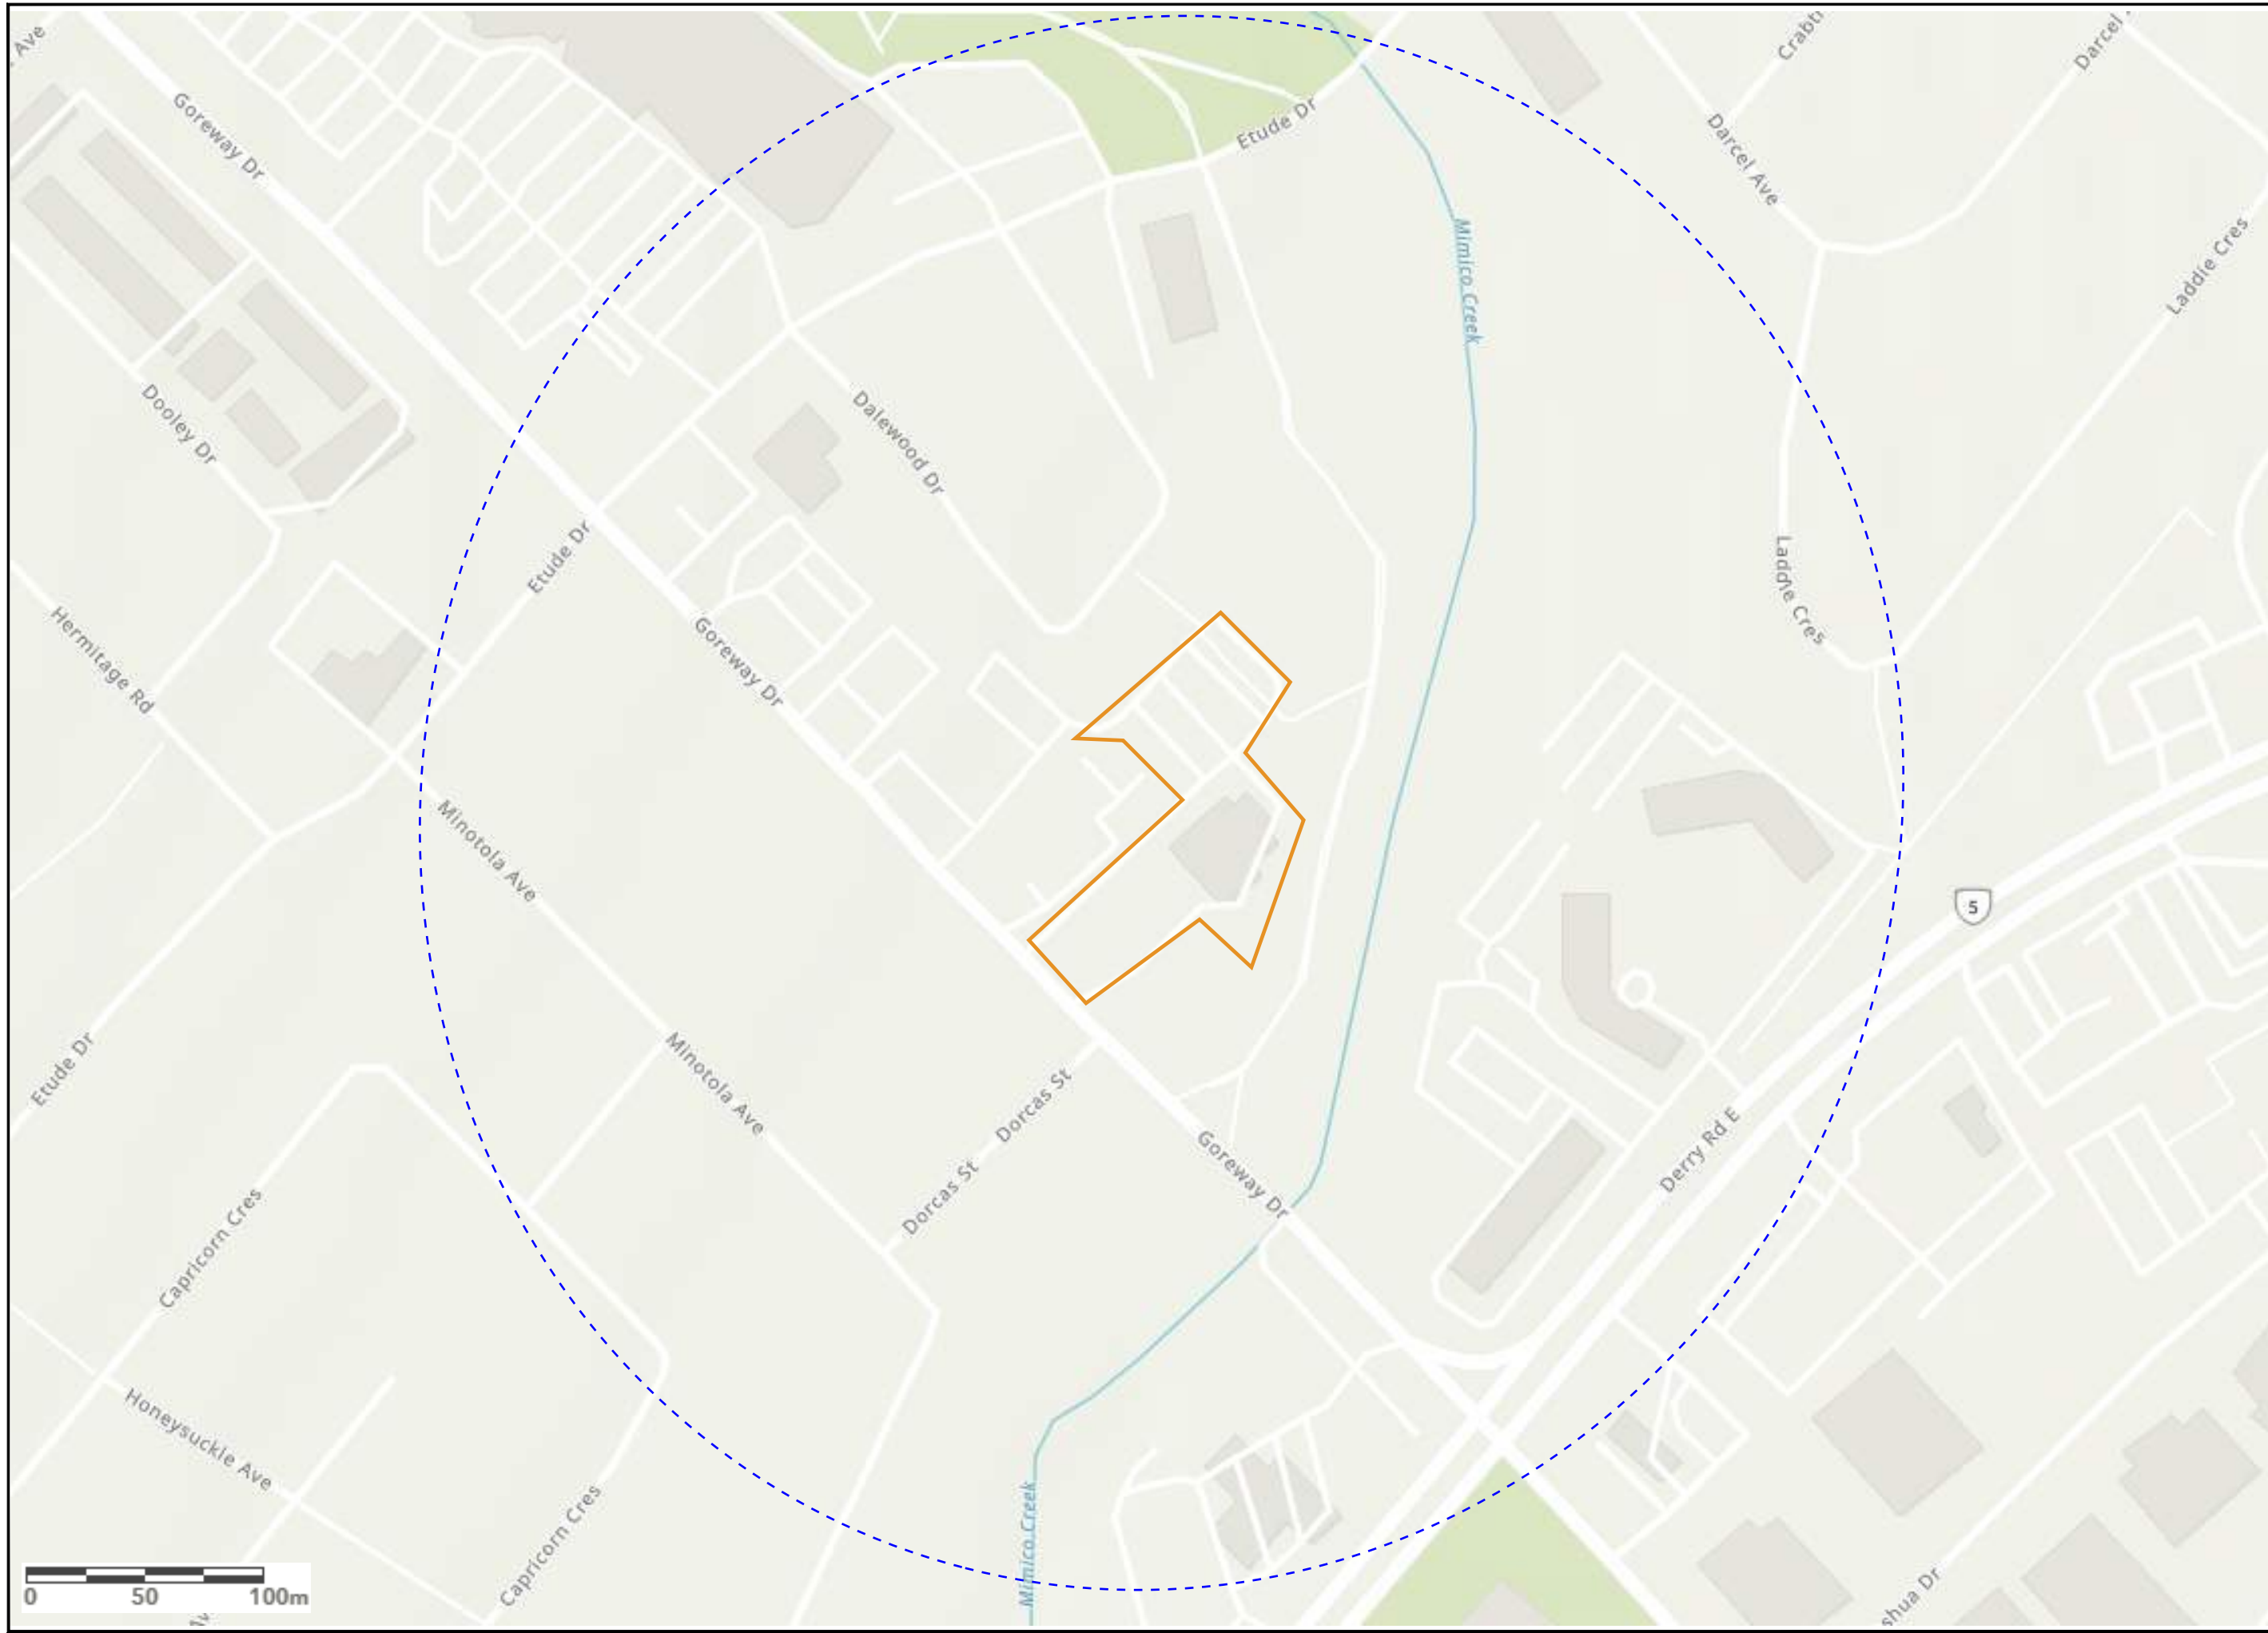 Ave
Goreway Dr
Etude Dr
Crabtr
Darcel
Darcel Ave
Laddie Cres
Mimico Creek
Dooley Dr
Dalewood Dr
Etude Dr
Laddie Cres
Hermitage Rd
Goreway Dr
Minotola Ave
5
Etude Dr
Minotola Ave
Dorcas St
Dorcas St
Goreway Dr
Derry Rd E
Capricorn Cres
Honeysuckle Ave
Capricorn Cres
Mimico Creek
shua Dr
0 50 100m